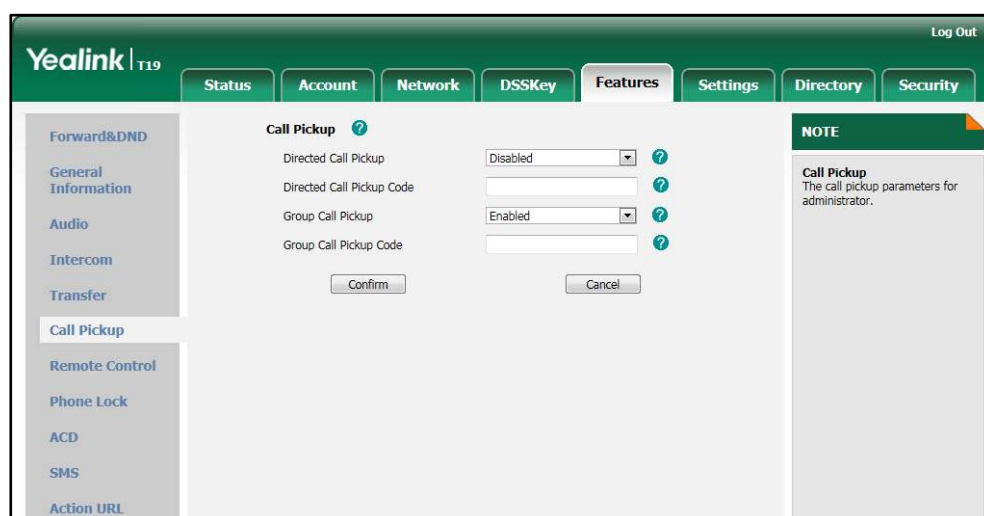 Log Out
Yealink T19
Status Account Network DSSKey Features Settings Directory Security
Forward&DND
General
Information
Audio
Intercom
Transfer
Call Pickup
Remote Control
Phone Lock
ACD
SMS
Action URL
Call Pickup ?
Directed Call Pickup Disabled ?
Directed Call Pickup Code ?
Group Call Pickup Enabled ?
Group Call Pickup Code ?
Confirm Cancel
NOTE
Call Pickup
The call pickup parameters for
administrator.